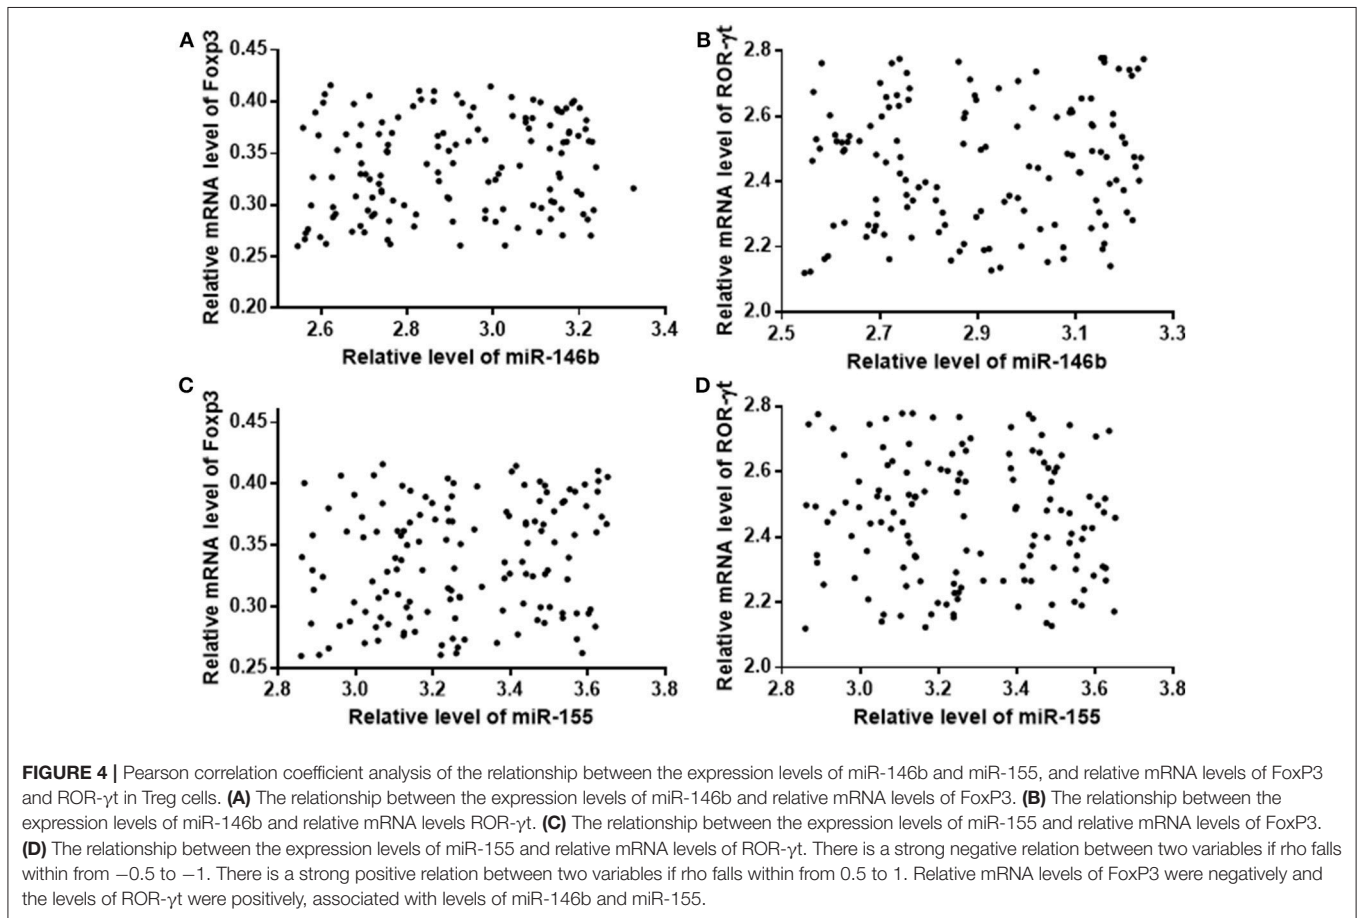 A
B
Relative mRNA level of Foxp3
0.45
0.40
0.35
0.30
0.25
0.20
2.6 2.8 3.0 3.2 3.4
Relative level of miR-146b
Relative mRNA level of ROR-γt
2.8
2.6
2.4
2.2
2.0
2.5 2.7 2.9 3.1 3.3
Relative level of miR-146b
C
D
Relative mRNA level of Foxp3
0.45
0.40
0.35
0.30
0.25
2.8 3.0 3.2 3.4 3.6 3.8
Relative level of miR-155
Relative mRNA level of ROR-γt
2.8
2.6
2.4
2.2
2.0
2.8 3.0 3.2 3.4 3.6 3.8
Relative level of miR-155
FIGURE 4 | Pearson correlation coefficient analysis of the relationship between the expression levels of miR-146b and miR-155, and relative mRNA levels of FoxP3
and ROR-γt in Treg cells. (A) The relationship between the expression levels of miR-146b and relative mRNA levels of FoxP3. (B) The relationship between the
expression levels of miR-146b and relative mRNA levels ROR-γt. (C) The relationship between the expression levels of miR-155 and relative mRNA levels of FoxP3.
(D) The relationship between the expression levels of miR-155 and relative mRNA levels of ROR-γt. There is a strong negative relation between two variables if rho falls
within from −0.5 to −1. There is a strong positive relation between two variables if rho falls within from 0.5 to 1. Relative mRNA levels of FoxP3 were negatively and
the levels of ROR-γt were positively, associated with levels of miR-146b and miR-155.